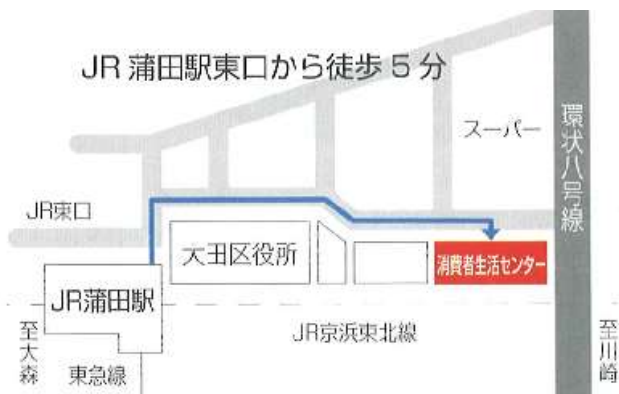 JR 蒲田駅東口から徒歩 5 分
スーパー
環状八号線
JR東口
大田区役所
消費者生活センター
JR蒲田駅
JR京浜東北線
至大森
東急線
至川崎